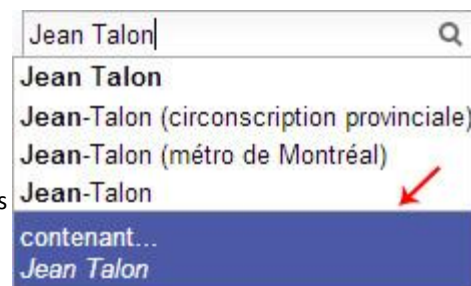 Jean Talon
Jean Talon
Jean-Talon (circonscription provinciale)
Jean-Talon (métro de Montréal)
s Jean-Talon
contenant...
Jean Talon